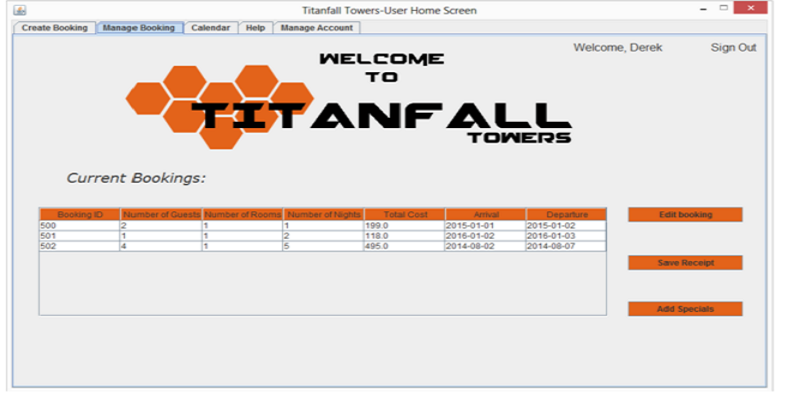 Titanfall Towers-User Home Screen
Create Booking Manage Booking Calendar Help Manage Account
Welcome, Derek Sign Out
WELCOME
TO
TITANFALL
TOWERS
Current Bookings:
Booking ID Number of Guests Number of Rooms Number of Nights Total Cost Arrival Departure
500 2 1 1 199.0 2015-01-01 2015-01-02
501 1 1 2 118.0 2016-01-02 2016-01-03
502 4 1 5 495.0 2014-08-02 2014-08-07
Edit booking
Save Receipt
Add Specials